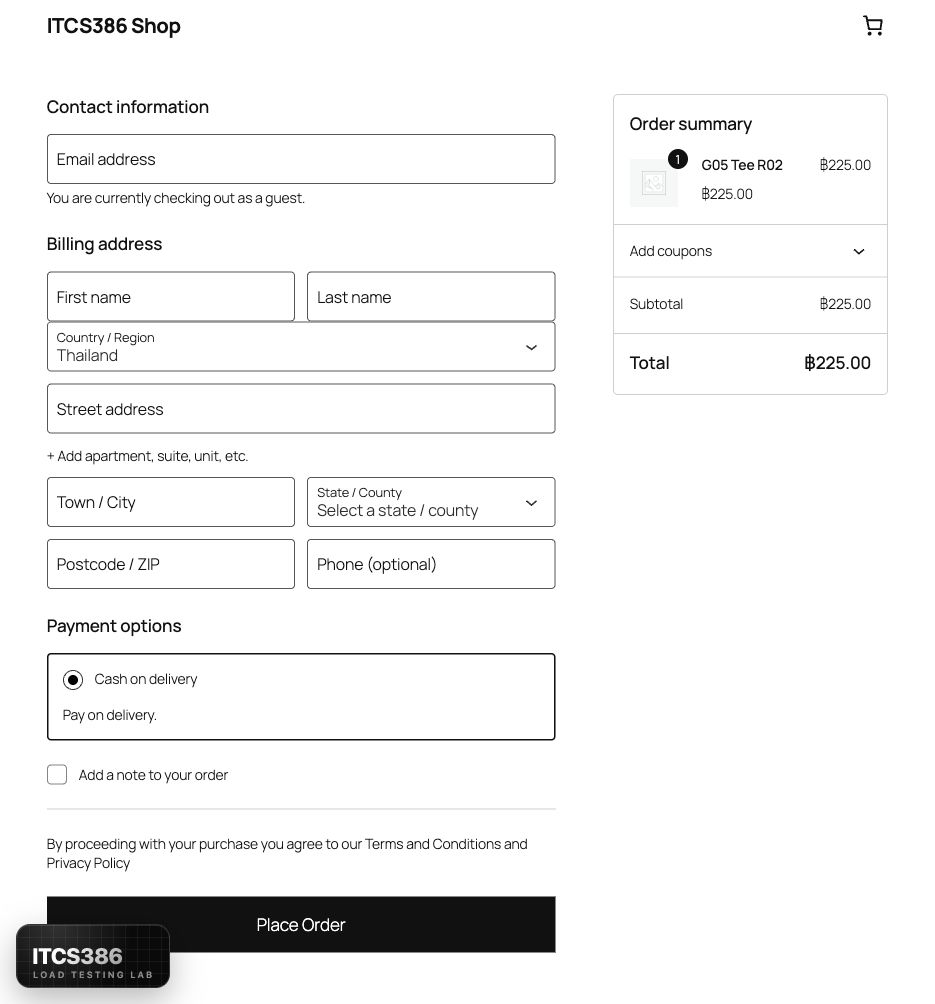 ITCS386 Shop
Contact information
Email address
You are currently checking out as a guest.
Billing address
First name
Last name
Country / Region
Thailand
Street address
+ Add apartment, suite, unit, etc.
Town / City
State / County
Select a state / county
Postcode / ZIP
Phone (optional)
Payment options
Cash on delivery
Pay on delivery.
Add a note to your order
By proceeding with your purchase you agree to our Terms and Conditions and
Privacy Policy
Place Order
ITCS386
LOAD TESTING LAB
Order summary
1
G05 Tee R02
฿225.00
฿225.00
Add coupons
Subtotal
฿225.00
Total
฿225.00